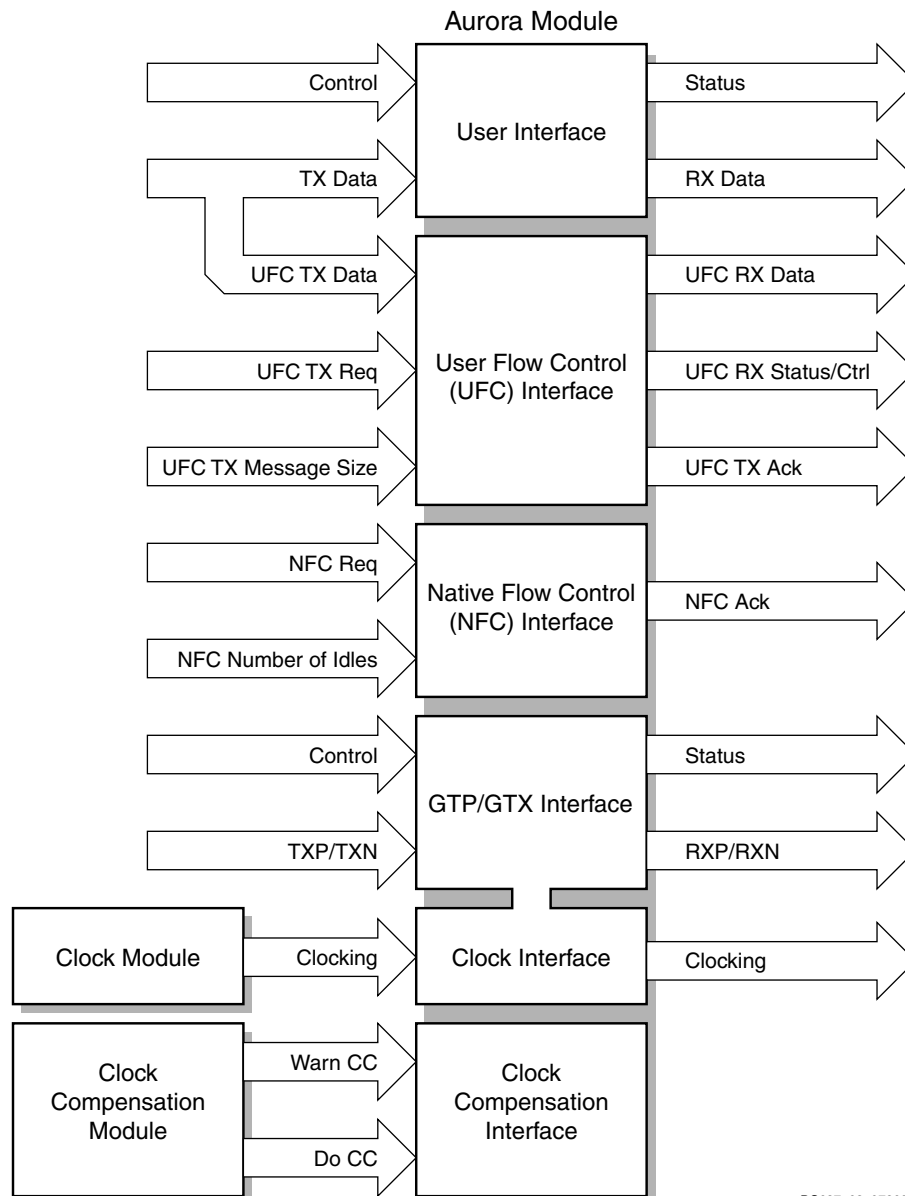 Aurora Module
Control
User Interface
Status
TX Data
RX Data
UFC TX Data
UFC RX Data
UFC TX Req
User Flow Control
(UFC) Interface
UFC RX Status/Ctrl
UFC TX Message Size
UFC TX Ack
NFC Req
Native Flow Control
(NFC) Interface
NFC Ack
NFC Number of Idles
Control
Status
GTP/GTX Interface
TXP/TXN
RXP/RXN
Clock Module
Clocking
Clock Interface
Clocking
Warn CC
Clock
Compensation
Module
Clock
Compensation
Interface
Do CC